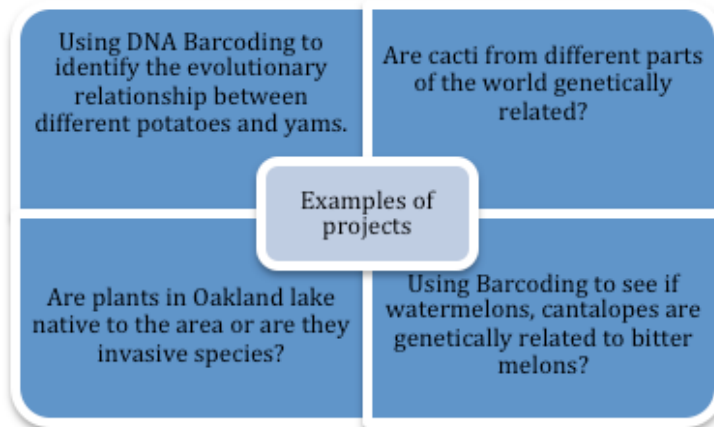 Using DNA Barcoding to
identify the evolutionary
relationship between
different potatoes and yams.
Are cacti from different parts
of the world genetically
related?
Examples of
projects
Are plants in Oakland lake
native to the area or are they
invasive species?
Using Barcoding to see if
watermelons, cantalopes are
genetically related to bitter
melons?